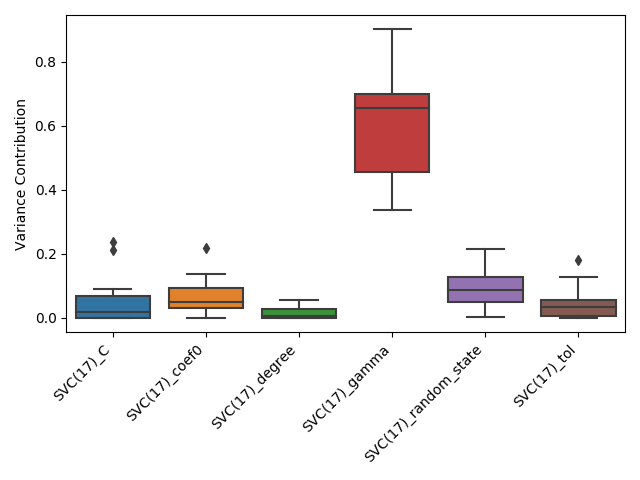 Variance Contribution
0.8
0.6
0.4
0.2
0.0
SVC(17)_C
SVC(17)_coef0
SVC(17)_degree
SVC(17)_gamma
SVC(17)_random_state
SVC(17)_tol